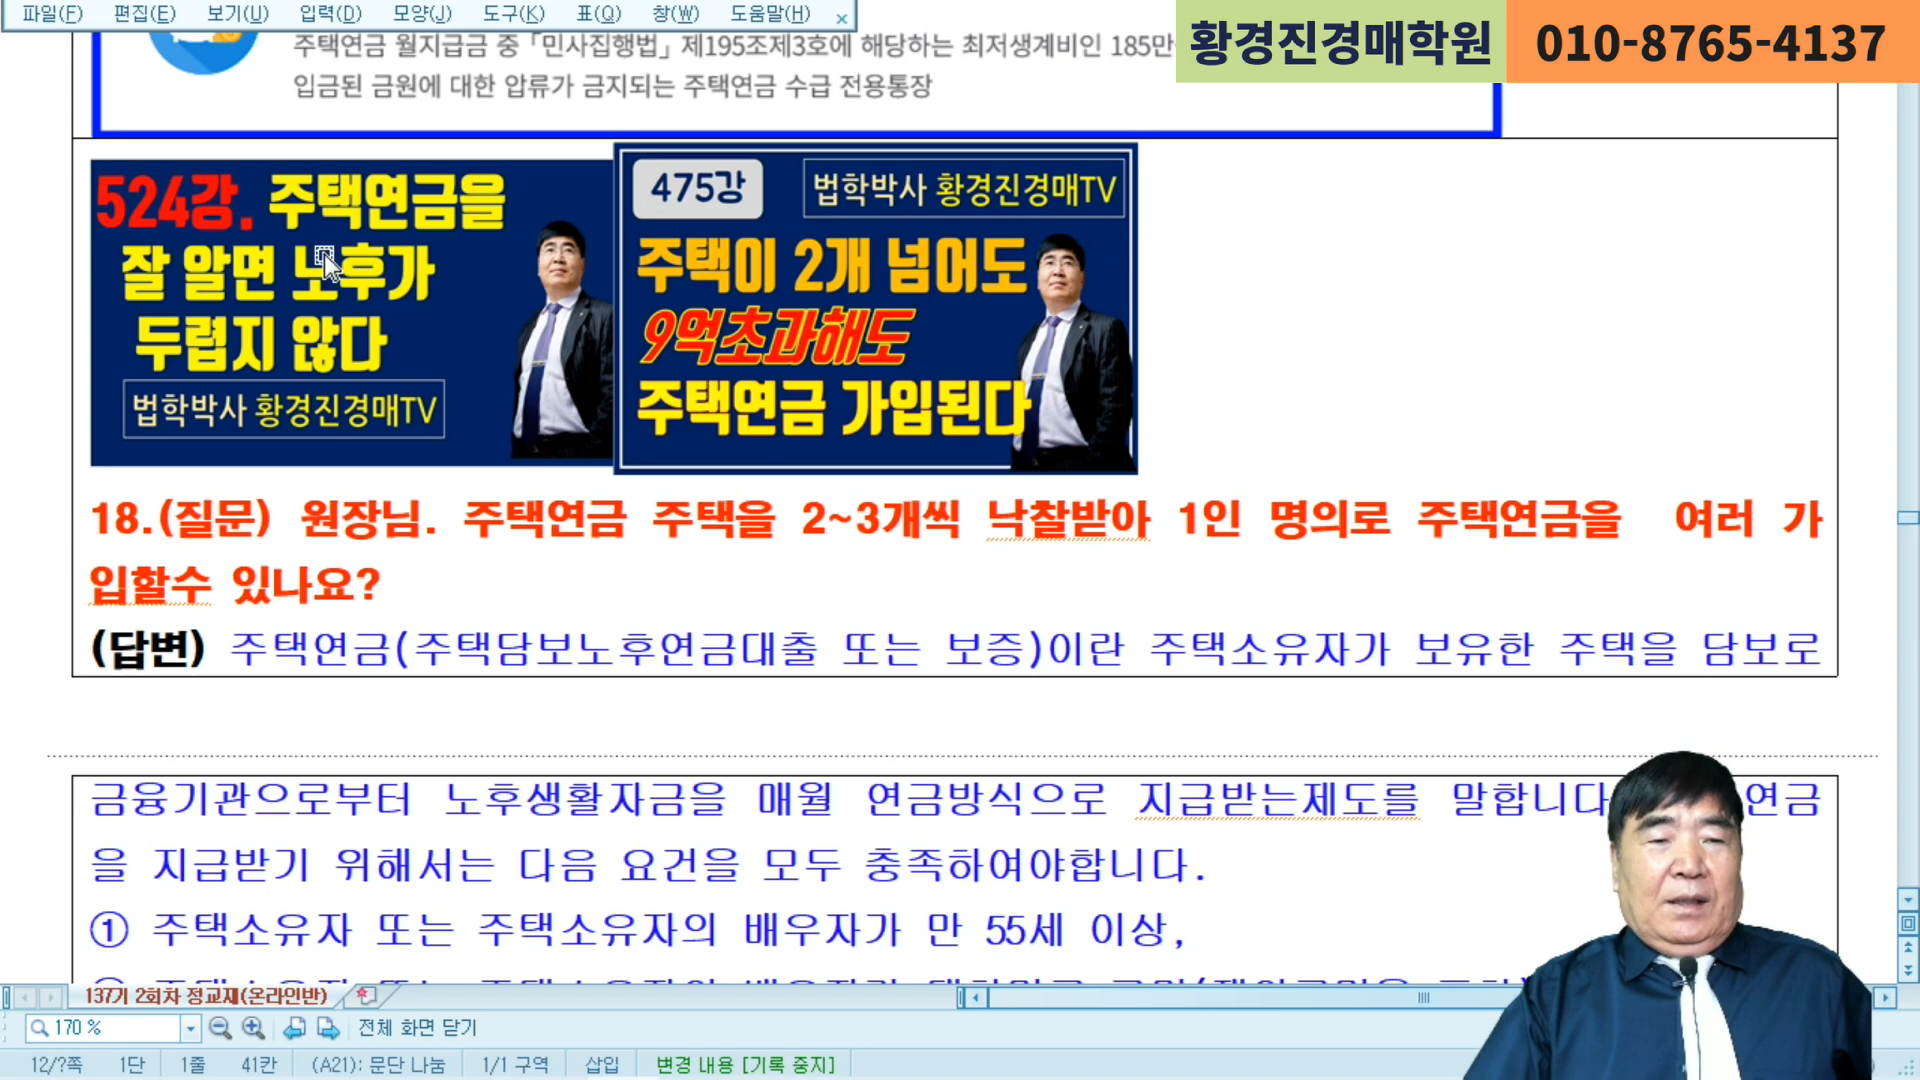 파일(F) 편집(E) 보기(U) 입력(D) 모양(J) 도구(K) 표(Q) 창(W) 도움말(H)
황경진경매학원 010-8765-4137
주택연금 월지급금 중 「민사집행법」 제195조제3호에 해당하는 최저생계비인 185만
입금된 금원에 대한 압류가 금지되는 주택연금 수급 전용통장
524강. 주택연금을
잘 알면 노후가
두렵지 않다
법학박사 황경진경매TV
475강 법학박사 황경진경매TV
주택이 2개 넘어도
9억초과해도
주택연금 가입된다
18.(질문) 원장님. 주택연금 주택을 2~3개씩 낙찰받아 1인 명의로 주택연금을 여러 가
입할수 있나요?
(답변) 주택연금(주택담보노후연금대출 또는 보증)이란 주택소유자가 보유한 주택을 담보로
금융기관으로부터 노후생활자금을 매월 연금방식으로 지급받는제도를 말합니다 연금
을 지급받기 위해서는 다음 요건을 모두 충족하여야합니다.
① 주택소유자 또는 주택소유자의 배우자가 만 55세 이상,
137기 2회차 정교재(온라인반)
170 % 전체 화면 닫기
12/?쪽 1단 1줄 41칸 (A21): 문단 나눔 1/1 구역 삽입 변경 내용 [기록 중지]